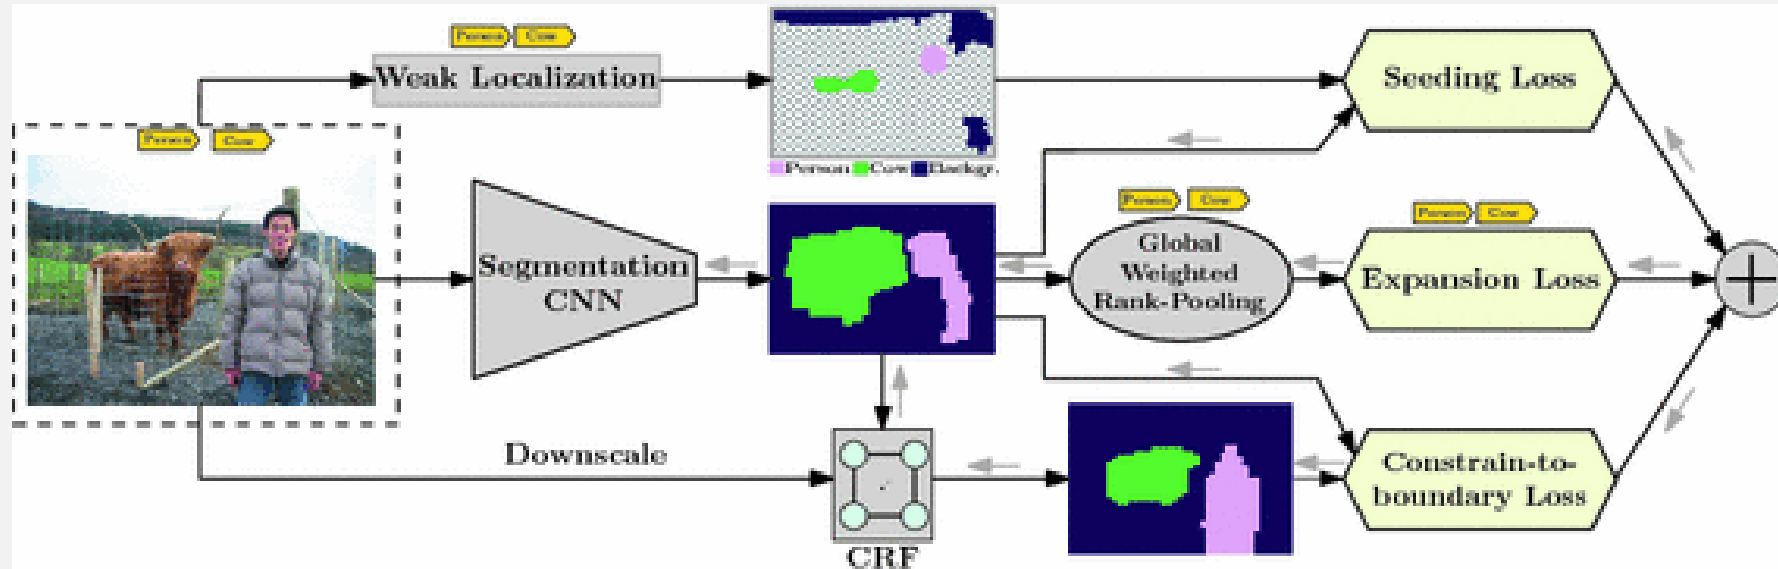 Person Cow
Weak Localization
Person Cow
Person Cow Backgr.
Seeding Loss
Segmentation
CNN
Person Cow
Global
Weighted
Rank-Pooling
Person Cow
Expansion Loss
Downscale
CRF
Constrain-to-
boundary Loss